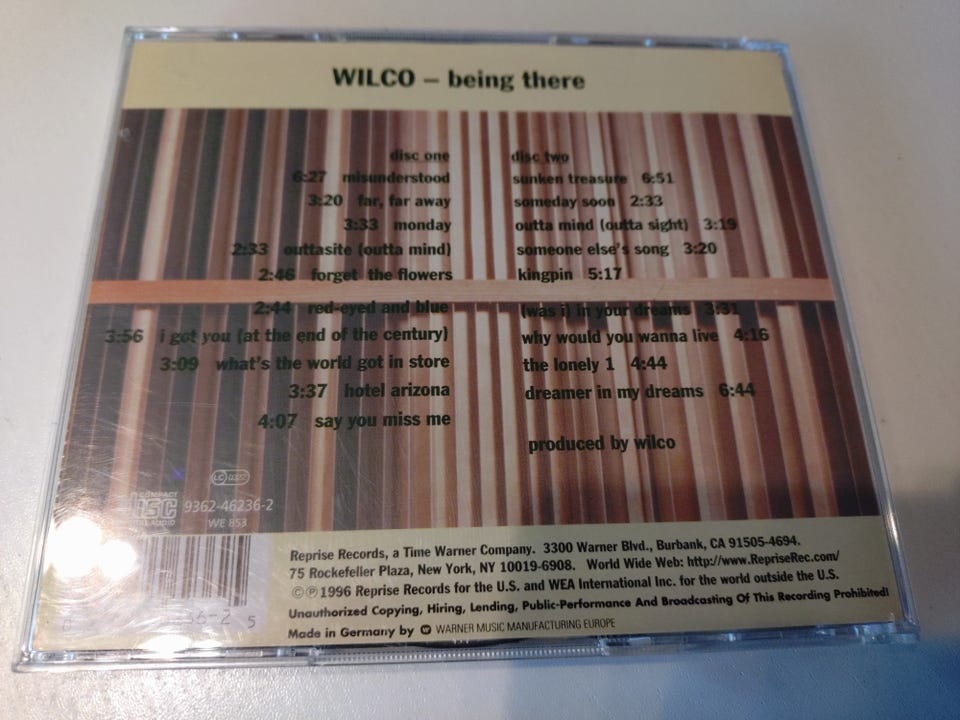 WILCO – being there
disc one
6:27 misunderstood
3:20 far, far away
3:33 monday
2:33 outtasite (outta mind)
2:46 forget the flowers
2:44 red-eyed and blue
3:56 i got you (at the end of the century)
3:09 what's the world got in store
3:37 hotel arizona
4:07 say you miss me
disc two
sunken treasure 6:51
someday soon 2:33
outta mind (outta sight) 3:19
someone else's song 3:20
kingpin 5:17
(was i) in your dreams 3:31
why would you wanna live 4:16
the lonely 1 4:44
dreamer in my dreams 6:44
produced by wilco
LC 0322
COMPACT
DISC
DIGITAL AUDIO
9362-46236-2
WE 853
Reprise Records, a Time Warner Company. 3300 Warner Blvd., Burbank, CA 91505-4694.
75 Rockefeller Plaza, New York, NY 10019-6908. World Wide Web: http://www.RepriseRec.com/
©℗1996 Reprise Records for the U.S. and WEA International Inc. for the world outside the U.S.
Unauthorized Copying, Hiring, Lending, Public-Performance And Broadcasting Of This Recording Prohibited!
Made in Germany by WARNER MUSIC MANUFACTURING EUROPE
36-2 5